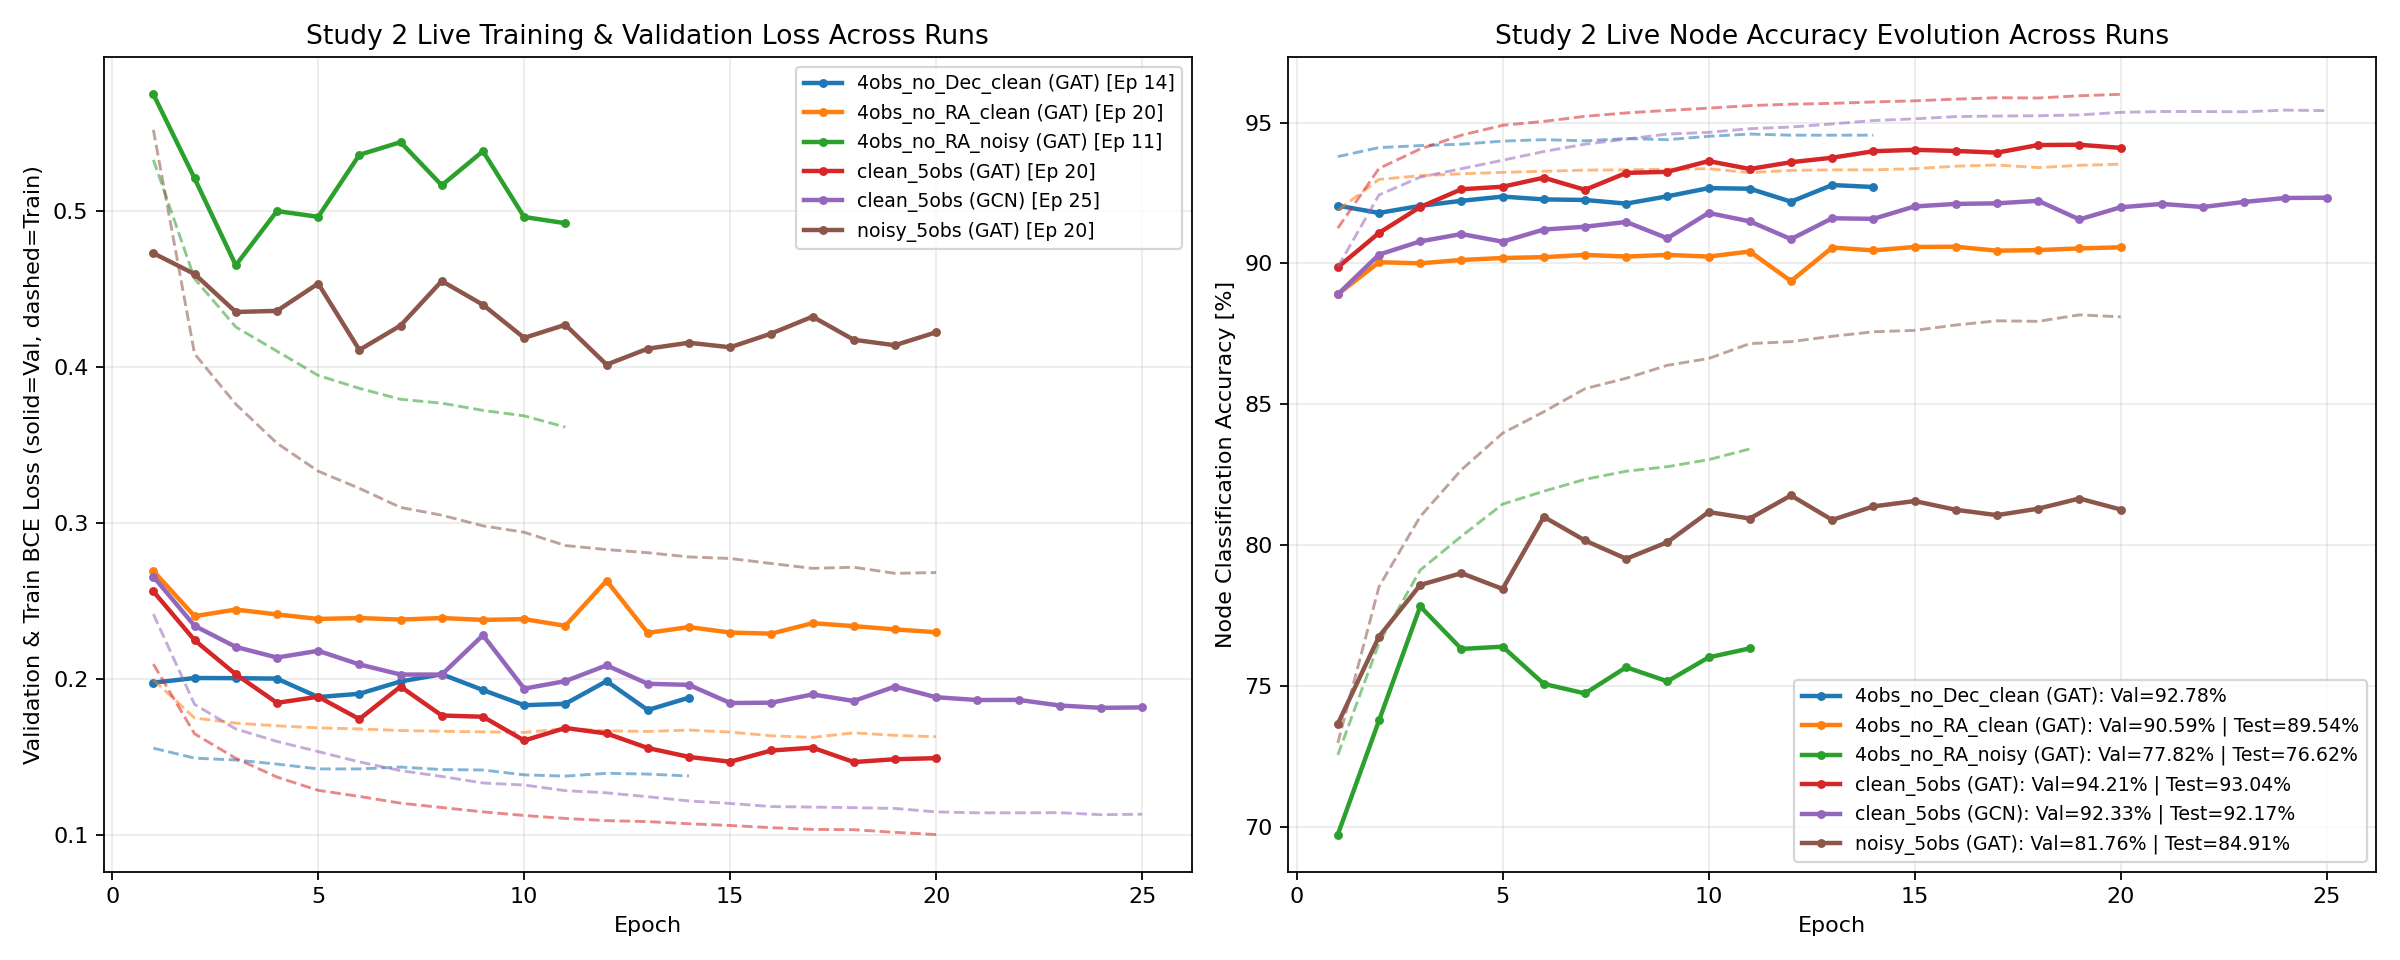 Study 2 Live Training & Validation Loss Across Runs
Validation & Train BCE Loss (solid=Val, dashed=Train)
0.5
0.4
0.3
0.2
0.1
0
5
10
15
20
25
Epoch
4obs_no_Dec_clean (GAT) [Ep 14]
4obs_no_RA_clean (GAT) [Ep 20]
4obs_no_RA_noisy (GAT) [Ep 11]
clean_5obs (GAT) [Ep 20]
clean_5obs (GCN) [Ep 25]
noisy_5obs (GAT) [Ep 20]
Study 2 Live Node Accuracy Evolution Across Runs
Node Classification Accuracy [%]
95
90
85
80
75
70
0
5
10
15
20
25
Epoch
4obs_no_Dec_clean (GAT): Val=92.78%
4obs_no_RA_clean (GAT): Val=90.59% | Test=89.54%
4obs_no_RA_noisy (GAT): Val=77.82% | Test=76.62%
clean_5obs (GAT): Val=94.21% | Test=93.04%
clean_5obs (GCN): Val=92.33% | Test=92.17%
noisy_5obs (GAT): Val=81.76% | Test=84.91%